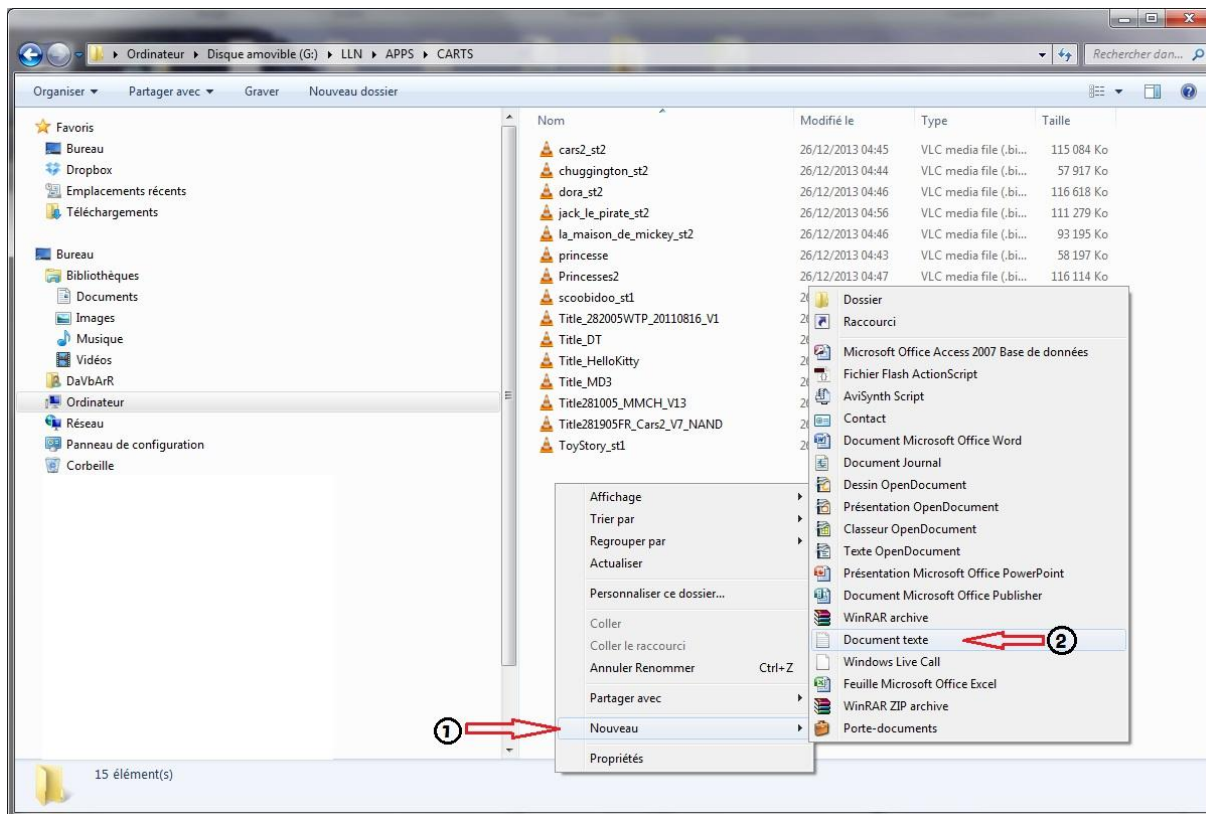 Ordinateur ▸ Disque amovible (G:) ▸ LLN ▸ APPS ▸ CARTS
Rechercher dan...
Organiser Partager avec Graver Nouveau dossier
Favoris
Bureau
Dropbox
Emplacements récents
Téléchargements
Bureau
Bibliothèques
Documents
Images
Musique
Vidéos
DaVbArR
Ordinateur
Réseau
Panneau de configuration
Corbeille
Nom Modifié le Type Taille
cars2_st2 26/12/2013 04:45 VLC media file (.bi... 115 084 Ko
chuggington_st2 26/12/2013 04:44 VLC media file (.bi... 57 917 Ko
dora_st2 26/12/2013 04:46 VLC media file (.bi... 116 618 Ko
jack_le_pirate_st2 26/12/2013 04:56 VLC media file (.bi... 111 279 Ko
la_maison_de_mickey_st2 26/12/2013 04:46 VLC media file (.bi... 93 195 Ko
princesse 26/12/2013 04:43 VLC media file (.bi... 58 197 Ko
Princesses2 26/12/2013 04:47 VLC media file (.bi... 116 114 Ko
scoobidoo_st1
Title_282005WTP_20110816_V1
Title_DT
Title_HelloKitty
Title_MD3
Title281005_MMCH_V13
Title281905FR_Cars2_V7_NAND
ToyStory_st1
Affichage
Trier par
Regrouper par
Actualiser
Personnaliser ce dossier...
Coller
Coller le raccourci
Annuler Renommer Ctrl+Z
Partager avec
1 Nouveau
Propriétés
Dossier
Raccourci
Microsoft Office Access 2007 Base de données
Fichier Flash ActionScript
AviSynth Script
Contact
Document Microsoft Office Word
Document Journal
Dessin OpenDocument
Présentation OpenDocument
Classeur OpenDocument
Texte OpenDocument
Présentation Microsoft Office PowerPoint
Document Microsoft Office Publisher
WinRAR archive
Document texte 2
Windows Live Call
Feuille Microsoft Office Excel
WinRAR ZIP archive
Porte-documents
15 élément(s)